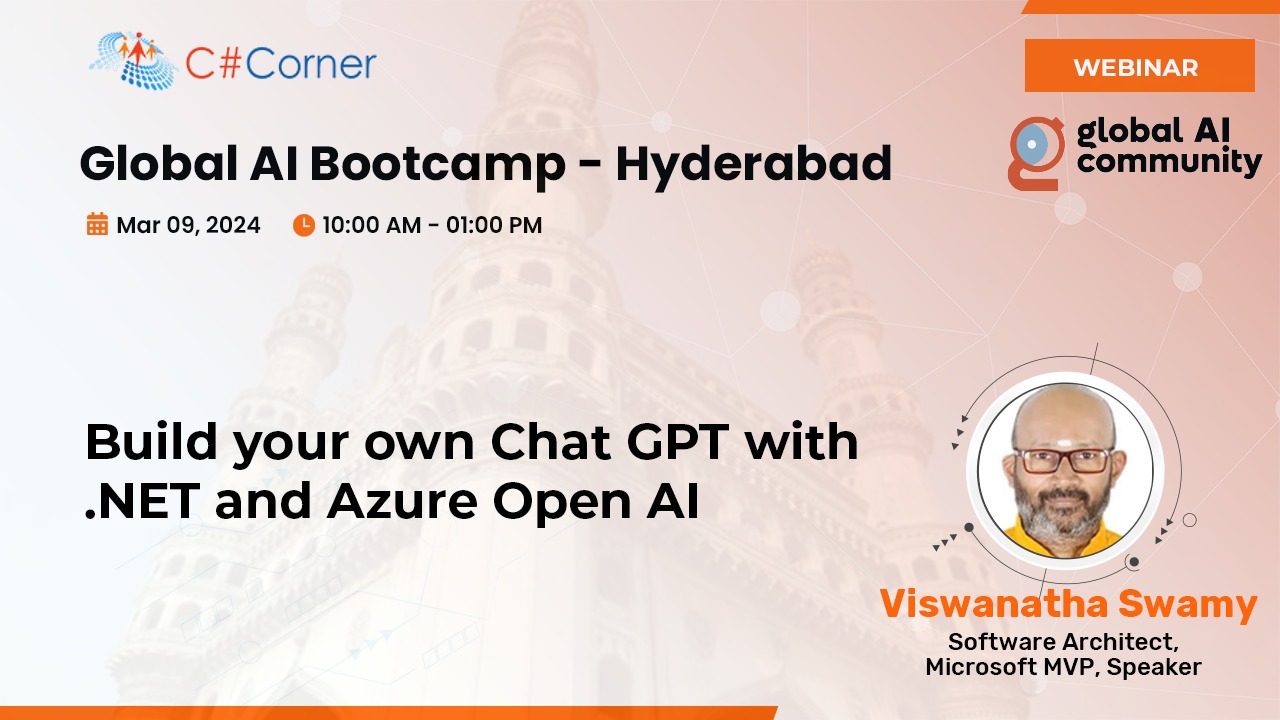 C#Corner
WEBINAR
global AI
community
Global AI Bootcamp - Hyderabad
Mar 09, 2024 10:00 AM - 01:00 PM
Build your own Chat GPT with
.NET and Azure Open AI
Viswanatha Swamy
Software Architect,
Microsoft MVP, Speaker